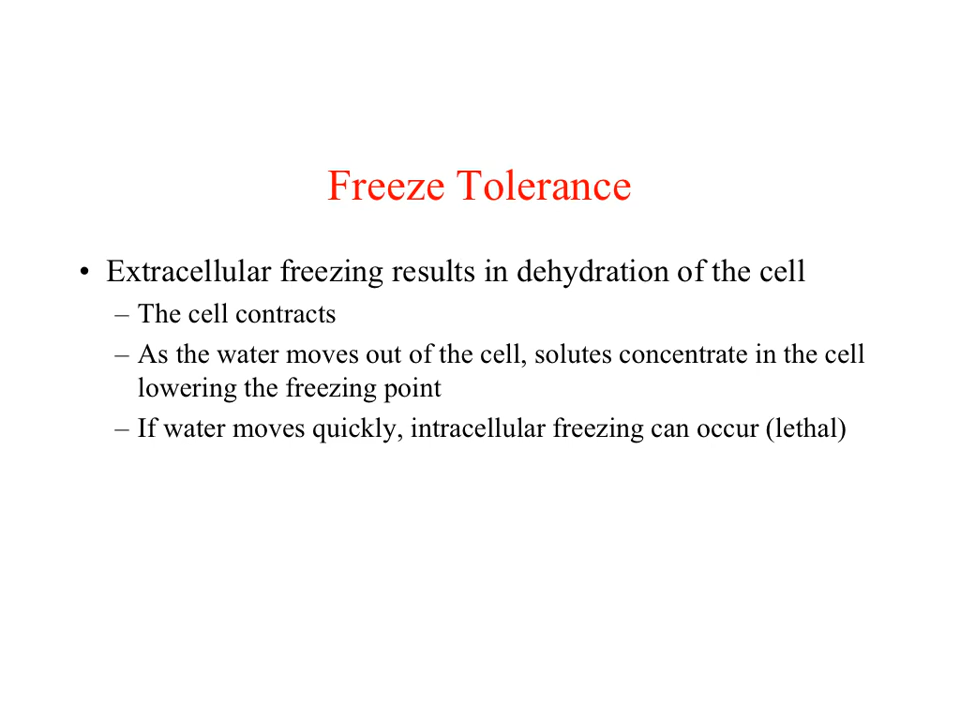 Freeze Tolerance
• Extracellular freezing results in dehydration of the cell
– The cell contracts
– As the water moves out of the cell, solutes concentrate in the cell
lowering the freezing point
– If water moves quickly, intracellular freezing can occur (lethal)